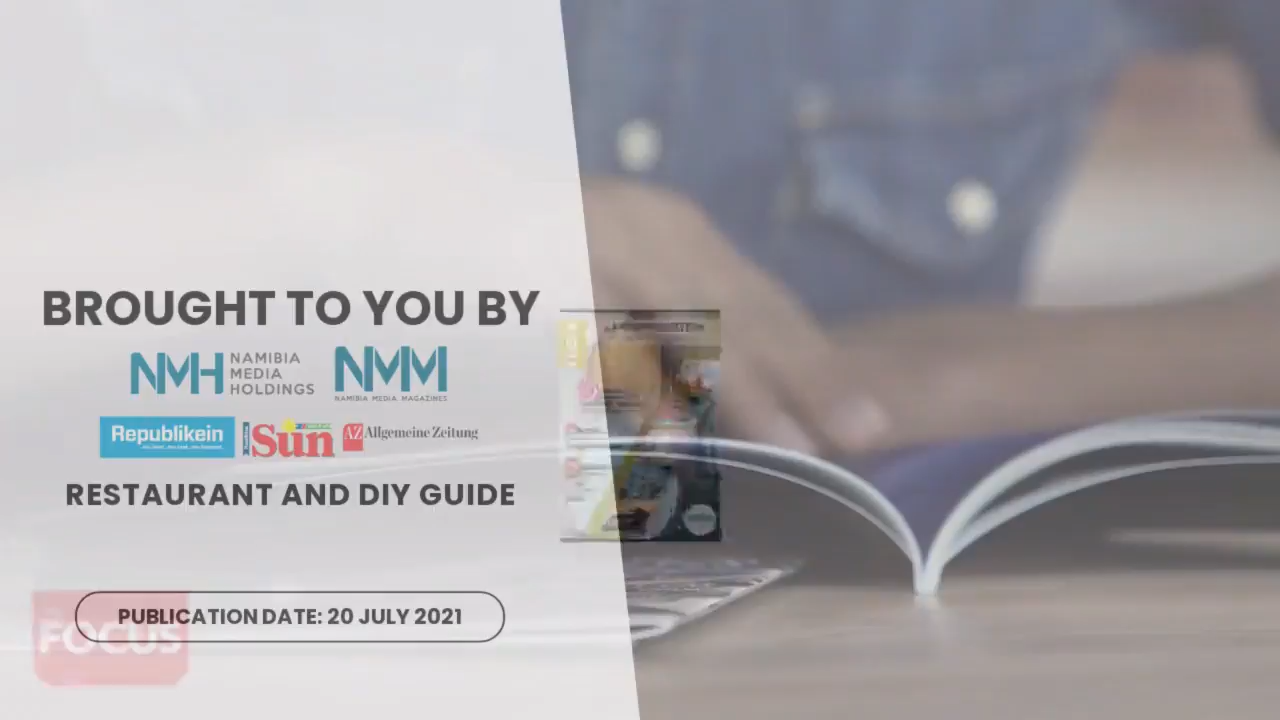 BROUGHT TO YOU BY
NMH NAMIBIA MEDIA HOLDINGS
NMM
NAMIBIA MEDIA MAGAZINES
Republikein
Sun
AZ Allgemeine Zeitung
RESTAURANT AND DIY GUIDE
PUBLICATION DATE: 20 JULY 2021
FOCUS